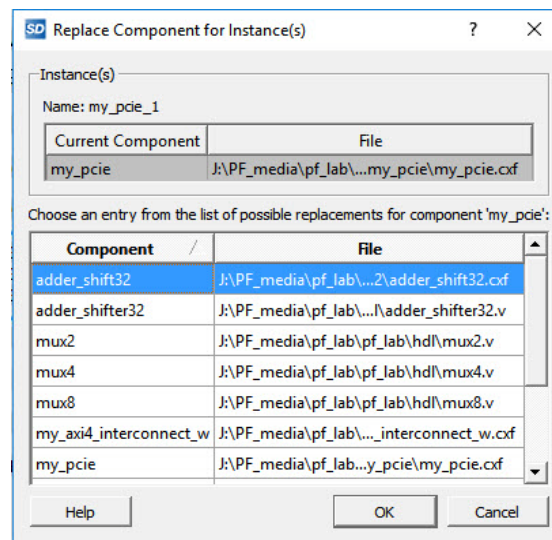 SD Replace Component for Instance(s) ? X
Instance(s)
Name: my_pcie_1
Current Component File
my_pcie J:\PF_media\pf_lab\...my_pcie\my_pcie.cxf
Choose an entry from the list of possible replacements for component 'my_pcie':
Component / File
adder_shift32 J:\PF_media\pf_lab\...2\adder_shift32.cxf
adder_shifter32 J:\PF_media\pf_lab\...l\adder_shifter32.v
mux2 J:\PF_media\pf_lab\pf_lab\hdl\mux2.v
mux4 J:\PF_media\pf_lab\pf_lab\hdl\mux4.v
mux8 J:\PF_media\pf_lab\pf_lab\hdl\mux8.v
my_axi4_interconnect_w J:\PF_media\pf_lab\..._interconnect_w.cxf
my_pcie J:\PF_media\pf_lab...y_pcie\my_pcie.cxf
Help OK Cancel